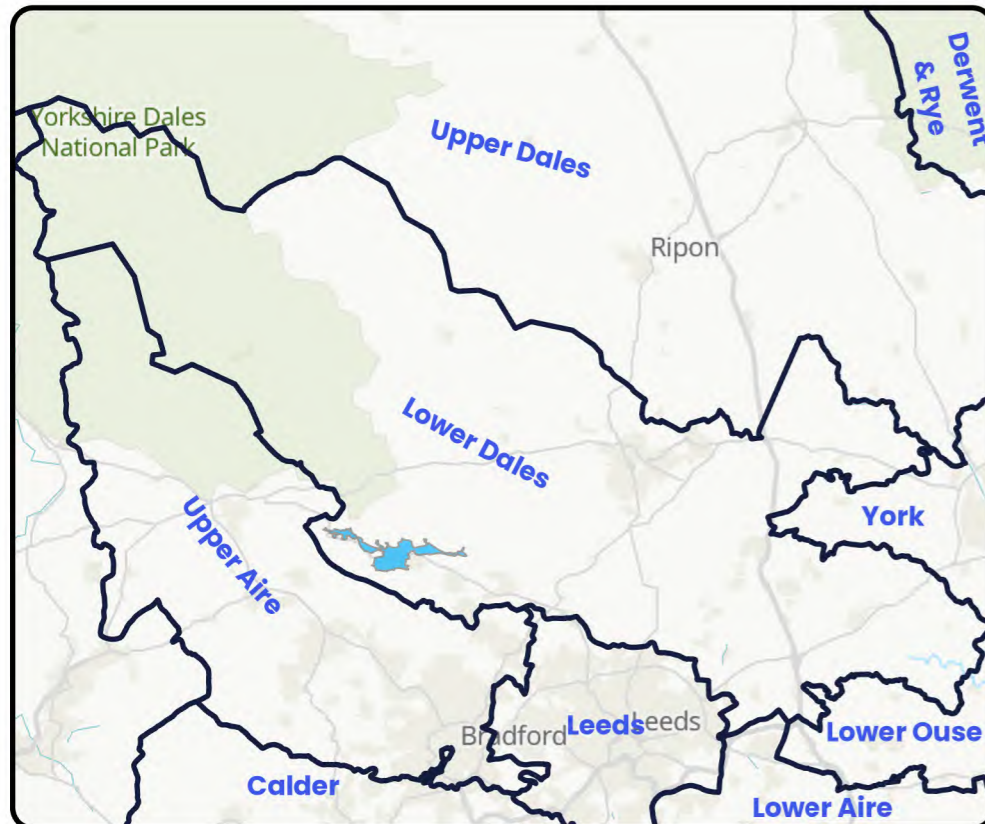 Derwent
& Rye
Yorkshire Dales
National Park
Upper Dales
Ripon
Lower Dales
York
Upper Aire
Bradford
Leeds
Leeds
Lower Ouse
Calder
Lower Aire